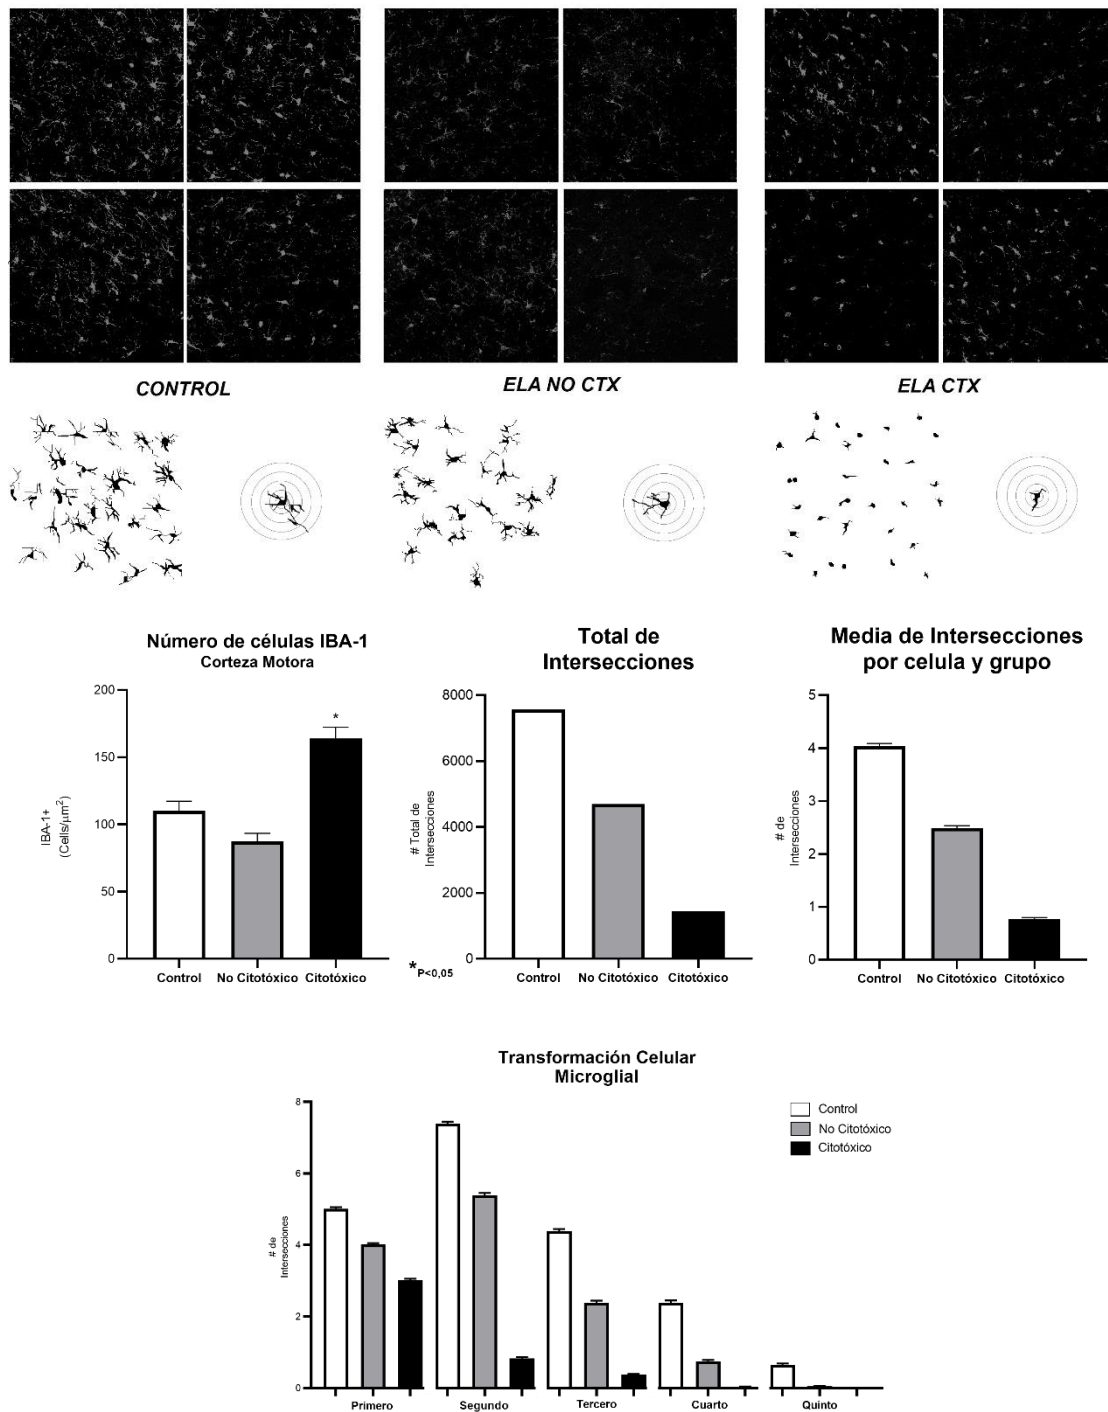 CONTROL
ELA NO CTX
ELA CTX
Número de células IBA-1
Corteza Motora
200
150
100
50
0
IBA-1+
(Cells/µm²)
*
Control
No Citotóxico
Citotóxico
*P<0,05
Total de
Intersecciones
8000
6000
4000
2000
0
# Total de
Intersecciones
Control
No Citotóxico
Citotóxico
Media de Intersecciones
por celula y grupo
5
4
3
2
1
0
# de
Intersecciones
Control
No Citotóxico
Citotóxico
Transformación Celular
Microglial
8
6
4
2
0
# de
Intersecciones
Control
No Citotóxico
Citotóxico
Primero
Segundo
Tercero
Cuarto
Quinto